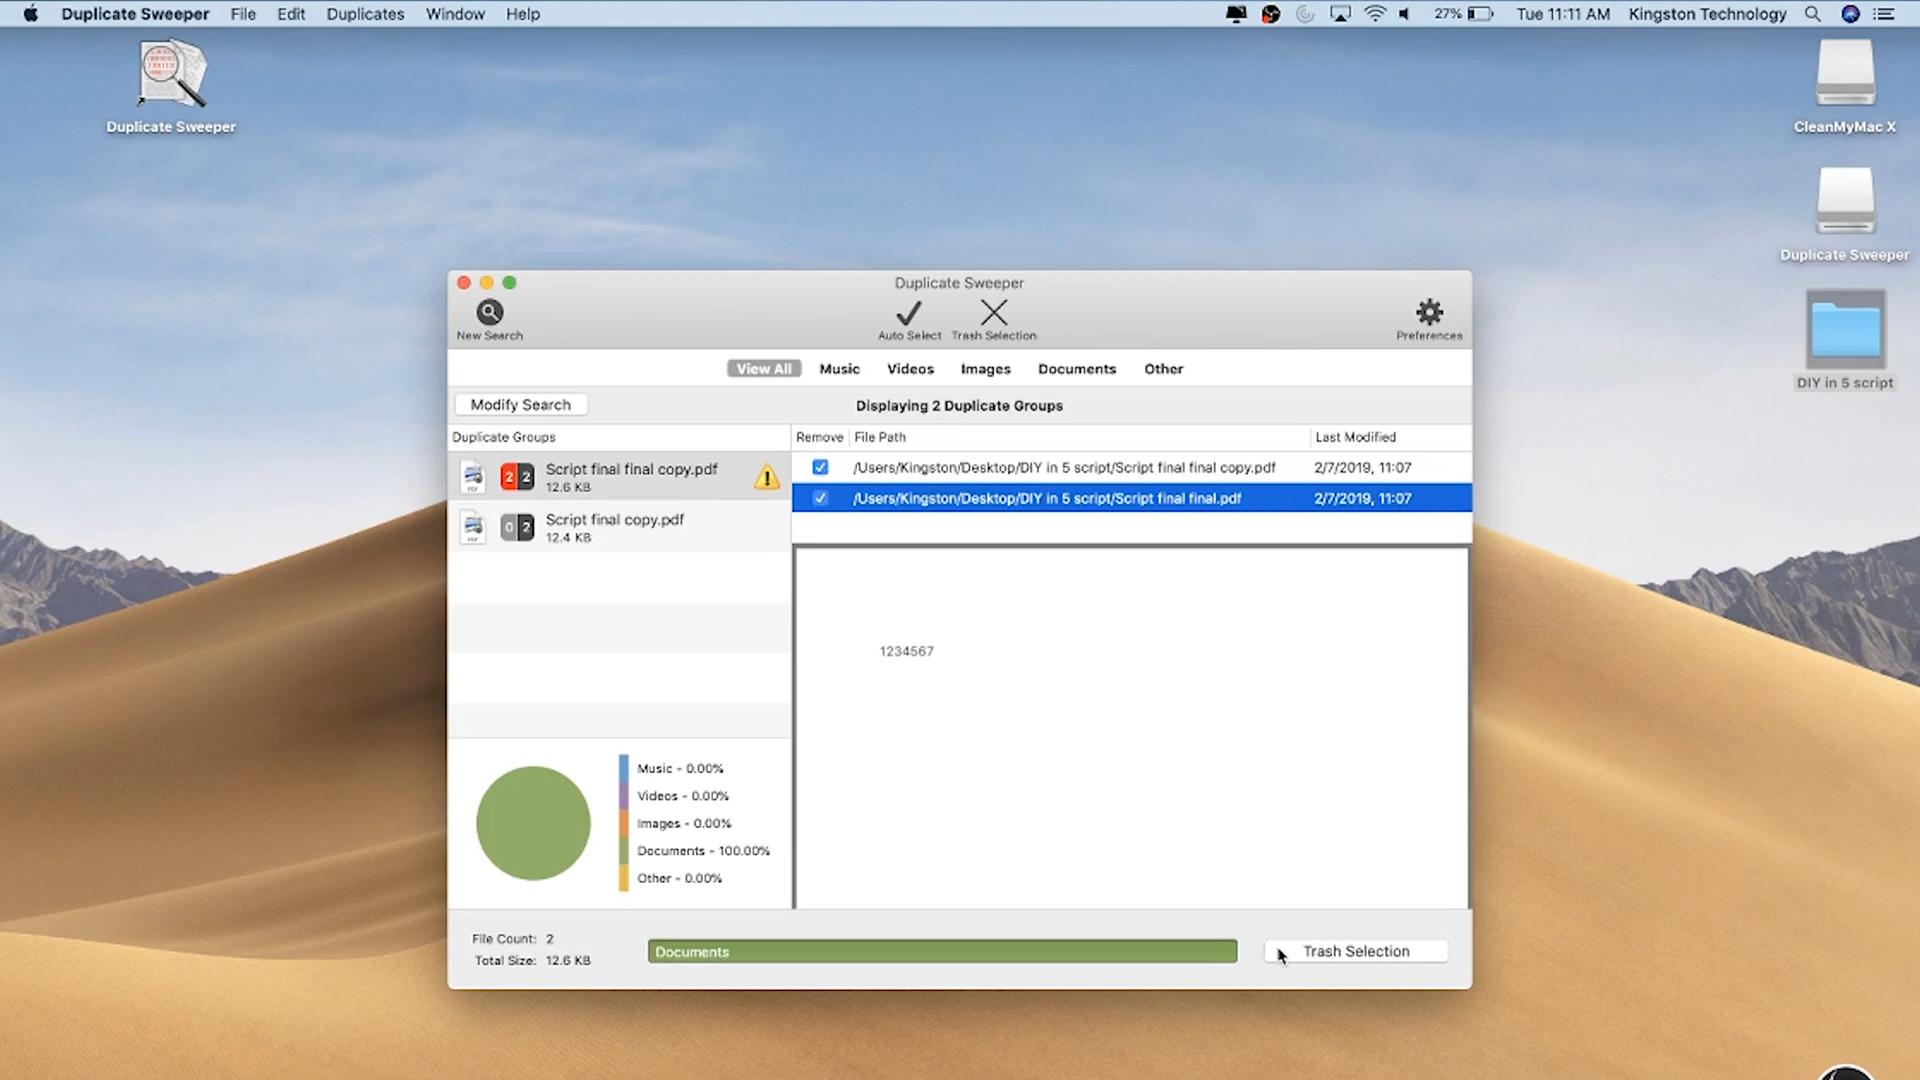 Duplicate Sweeper File Edit Duplicates Window Help 27% Tue 11:11 AM Kingston Technology
Duplicate Sweeper
CleanMyMac X
Duplicate Sweeper
DIY in 5 script
Duplicate Sweeper
New Search Auto Select Trash Selection Preferences
View All Music Videos Images Documents Other
Modify Search Displaying 2 Duplicate Groups
Duplicate Groups Remove File Path Last Modified
2 2 Script final final copy.pdf
12.6 KB
0 2 Script final copy.pdf
12.4 KB
/Users/Kingston/Desktop/DIY in 5 script/Script final final copy.pdf 2/7/2019, 11:07
/Users/Kingston/Desktop/DIY in 5 script/Script final final.pdf 2/7/2019, 11:07
1234567
Music - 0.00%
Videos - 0.00%
Images - 0.00%
Documents - 100.00%
Other - 0.00%
File Count: 2
Total Size: 12.6 KB
Documents
Trash Selection